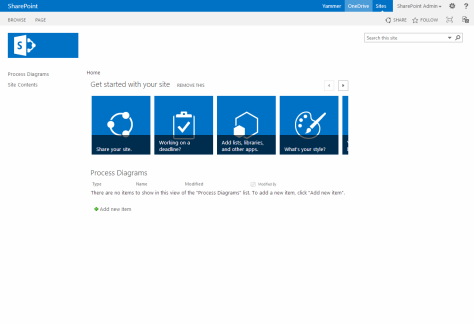 SharePoint
Yammer OneDrive Sites SharePoint Admin ?
BROWSE PAGE
SHARE FOLLOW
S
Search this site
Process Diagrams
Site Contents
Home
Get started with your site REMOVE THIS
Share your site.
Working on a
deadline?
Add lists, libraries,
and other apps.
What's your style?
Process Diagrams
Type Name Modified Modified By
There are no items to show in this view of the "Process Diagrams" list. To add a new item, click "Add new item".
Add new item